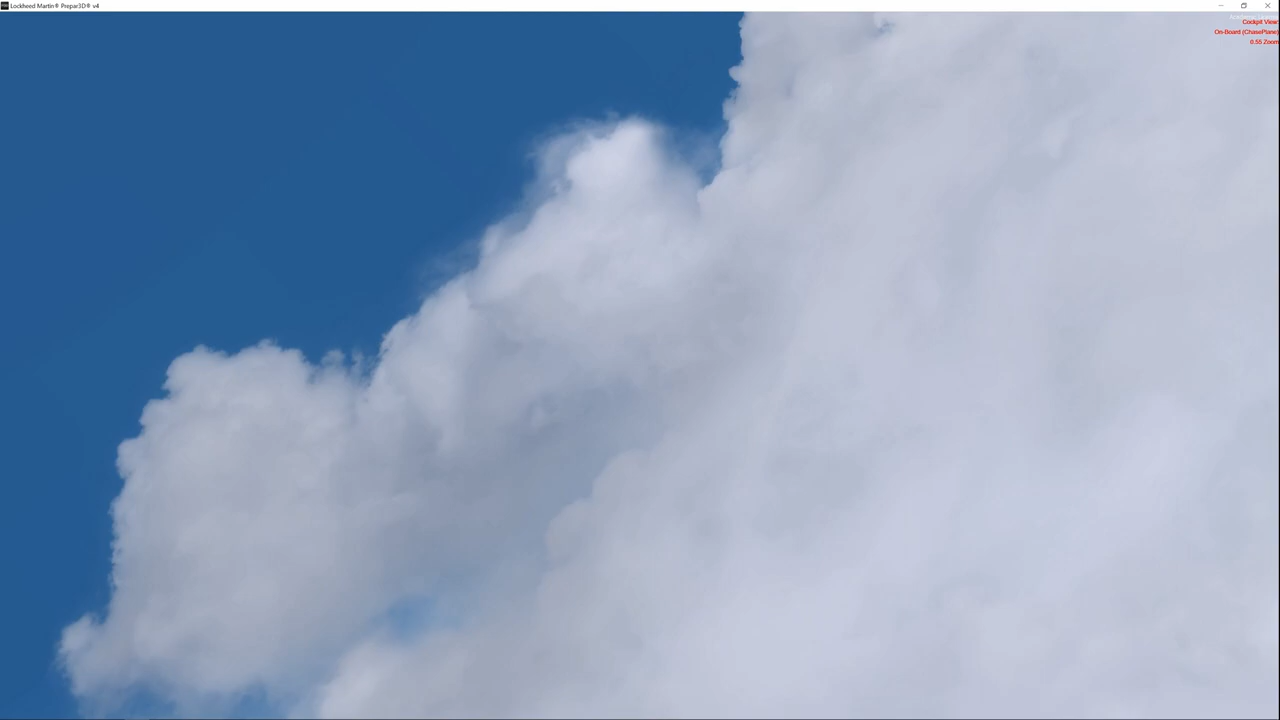 Lockheed Martin® Prepar3D® v4
Cockpit View:
On-Board (ChasePlane)
0.55 Zoom